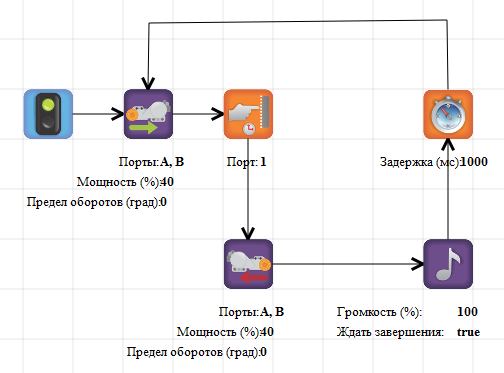 Порты:A, B
Мощность (%):40
Предел оборотов (град):0
Порт:1
Задержка (мс):1000
Порты:A, B
Мощность (%):40
Предел оборотов (град):0
Громкость (%): 100
Ждать завершения: true